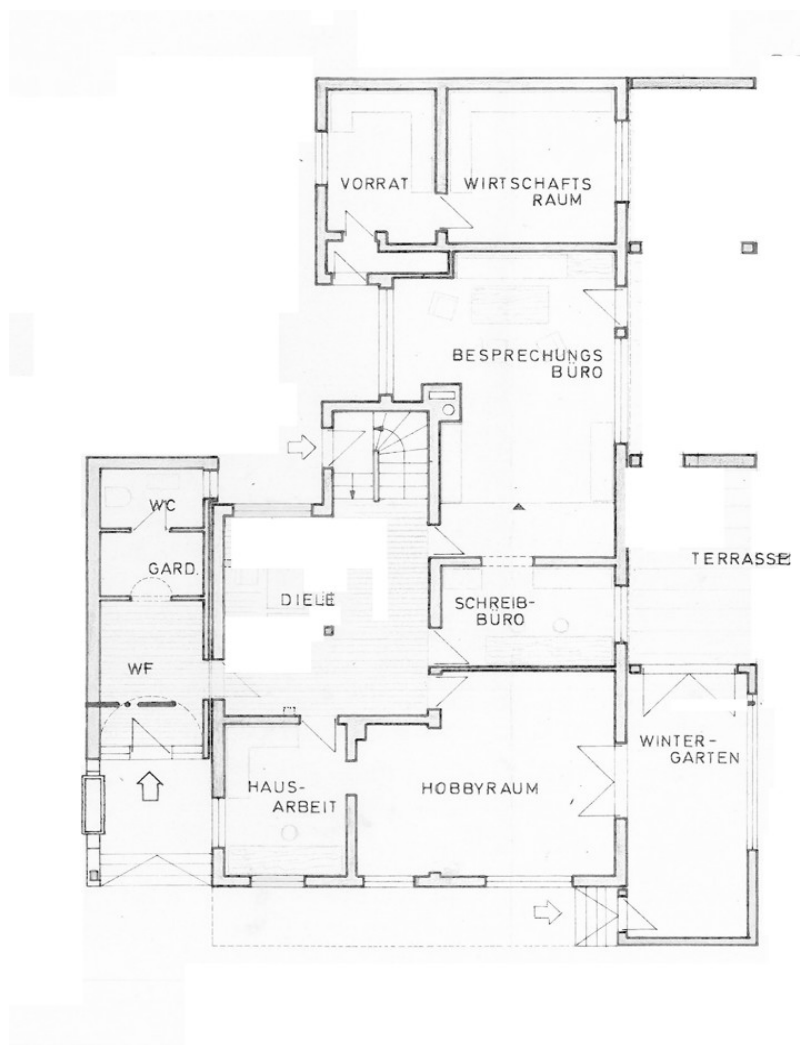 VORRAT
WIRTSCHAFTS
RAUM
BESPRECHUNGS
BÜRO
WC
GARD.
TERRASSE
DIELE
SCHREIB-
BÜRO
WF
WINTER-
GARTEN
HAUS-
ARBEIT
HOBBYRAUM